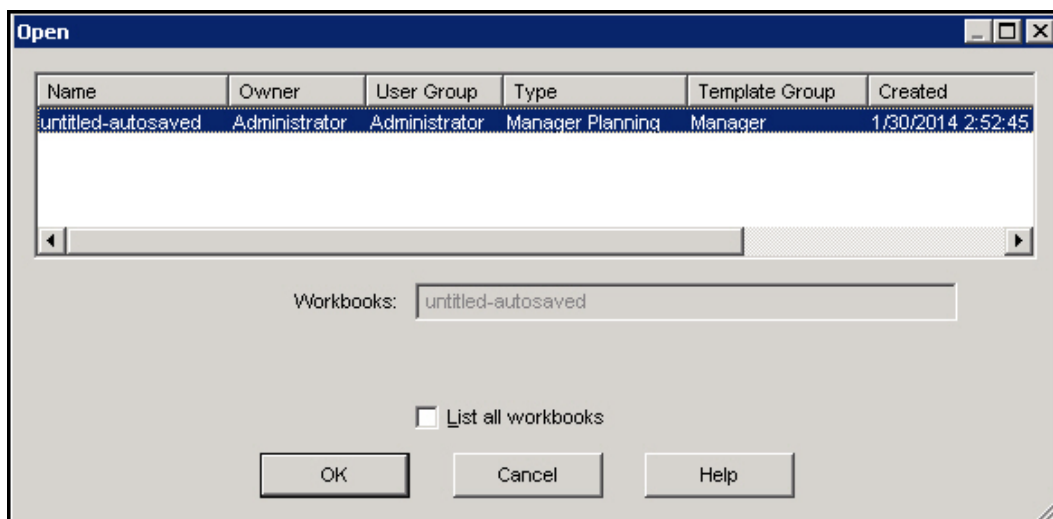 Open
Name Owner User Group Type Template Group Created
untitled-autosaved Administrator Administrator Manager Planning Manager 1/30/2014 2:52:45
Workbooks: untitled-autosaved
List all workbooks
OK Cancel Help